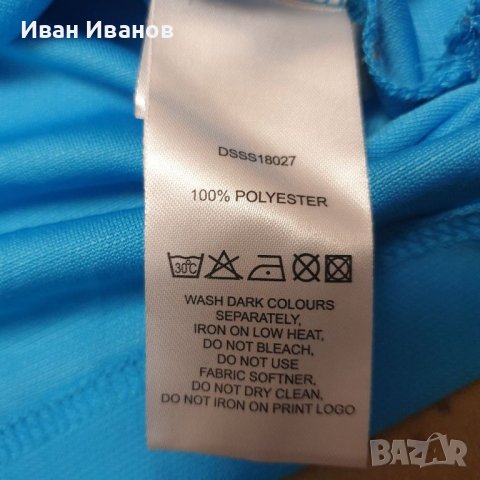 Иван Иванов
DSSS18027
100% POLYESTER
30°C
WASH DARK COLOURS
SEPARATELY,
IRON ON LOW HEAT,
DO NOT BLEACH,
DO NOT USE
FABRIC SOFTNER,
DO NOT DRY CLEAN,
DO NOT IRON ON PRINT LOGO
BAZAR